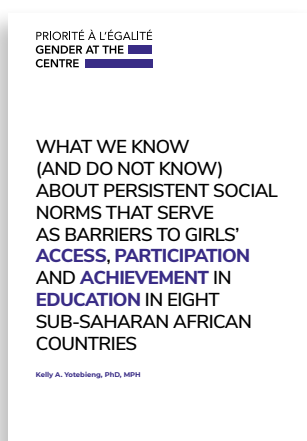 PRIORITÉ À L'ÉGALITÉ
GENDER AT THE
CENTRE
WHAT WE KNOW
(AND DO NOT KNOW)
ABOUT PERSISTENT SOCIAL
NORMS THAT SERVE
AS BARRIERS TO GIRLS'
ACCESS, PARTICIPATION
AND ACHIEVEMENT IN
EDUCATION IN EIGHT
SUB-SAHARAN AFRICAN
COUNTRIES
Kelly A. Yotebieng, PhD, MPH